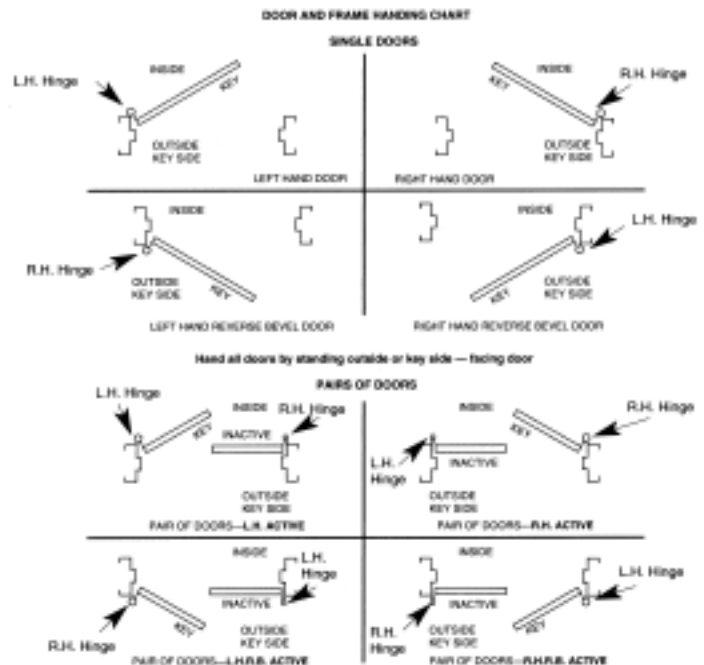 DOOR AND FRAME HANDING CHART
SINGLE DOORS
L.H. Hinge
INSIDE
KEY
OUTSIDE
KEY SIDE
LEFT HAND DOOR
INSIDE
R.H. Hinge
KEY
OUTSIDE
KEY SIDE
RIGHT HAND DOOR
INSIDE
R.H. Hinge
OUTSIDE
KEY SIDE
KEY
LEFT HAND REVERSE BEVEL DOOR
INSIDE
L.H. Hinge
OUTSIDE
KEY SIDE
KEY
RIGHT HAND REVERSE BEVEL DOOR
Hand all doors by standing outside or key side — facing door
PAIRS OF DOORS
L.H. Hinge
INSIDE
R.H. Hinge
KEY
INACTIVE
OUTSIDE
KEY SIDE
PAIR OF DOORS—L.H. ACTIVE
INSIDE
R.H. Hinge
KEY
L.H.
Hinge
INACTIVE
OUTSIDE
KEY SIDE
PAIR OF DOORS—R.H. ACTIVE
INSIDE
L.H.
Hinge
INACTIVE
KEY
R.H. Hinge
OUTSIDE
KEY SIDE
PAIR OF DOORS—L.H.R.B. ACTIVE
INSIDE
L.H. Hinge
INACTIVE
KEY
R.H.
Hinge
OUTSIDE
KEY SIDE
PAIR OF DOORS—R.H.R.B. ACTIVE